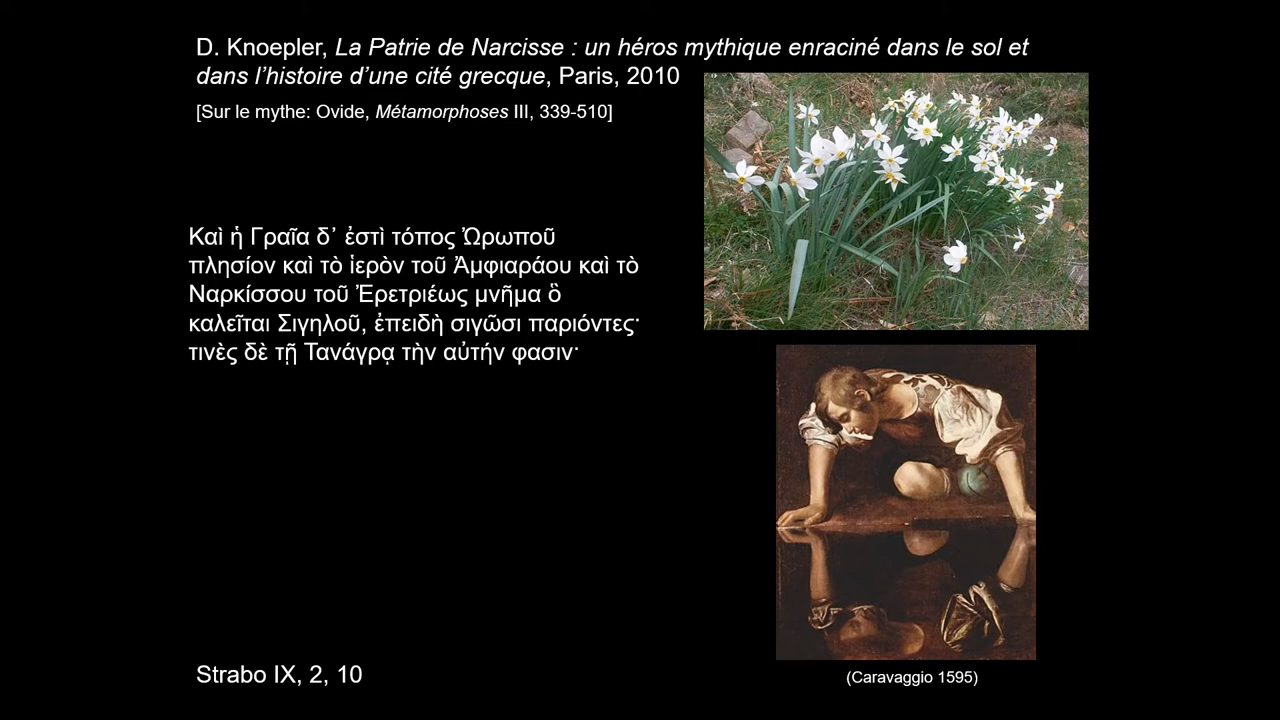 D. Knoepler, La Patrie de Narcisse : un héros mythique enraciné dans le sol et
dans l’histoire d’une cité grecque, Paris, 2010
[Sur le mythe: Ovide, Métamorphoses III, 339-510]
Καὶ ἡ Γραῖα δ᾽ ἐστὶ τόπος Ὠρωποῦ
πλησίον καὶ τὸ ἱερὸν τοῦ Ἀμφιαράου καὶ τὸ
Ναρκίσσου τοῦ Ἐρετριέως μνῆμα ὃ
καλεῖται Σιγηλοῦ, ἐπειδὴ σιγῶσι παριόντες·
τινὲς δὲ τῇ Τανάγρᾳ τὴν αὐτήν φασιν·
Strabo IX, 2, 10
(Caravaggio 1595)